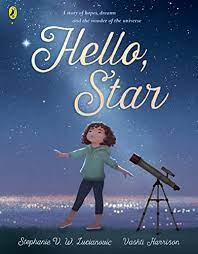 A story of hopes, dreams
and the wonder of the universe
Hello,
Star
Stephanie V. W. Lucianovic Vashti Harrison